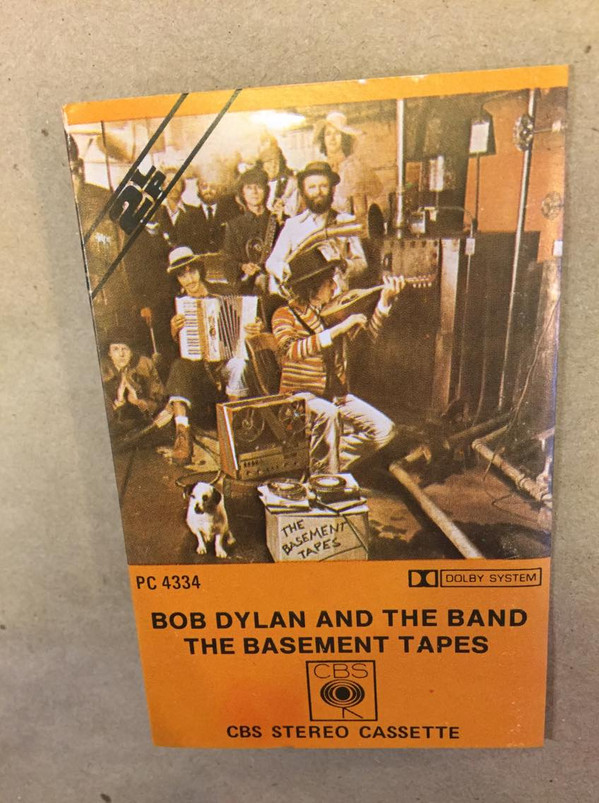 2LP
THE
BASEMENT
TAPES
PC 4334
DOLBY SYSTEM
BOB DYLAN AND THE BAND
THE BASEMENT TAPES
CBS
CBS STEREO CASSETTE